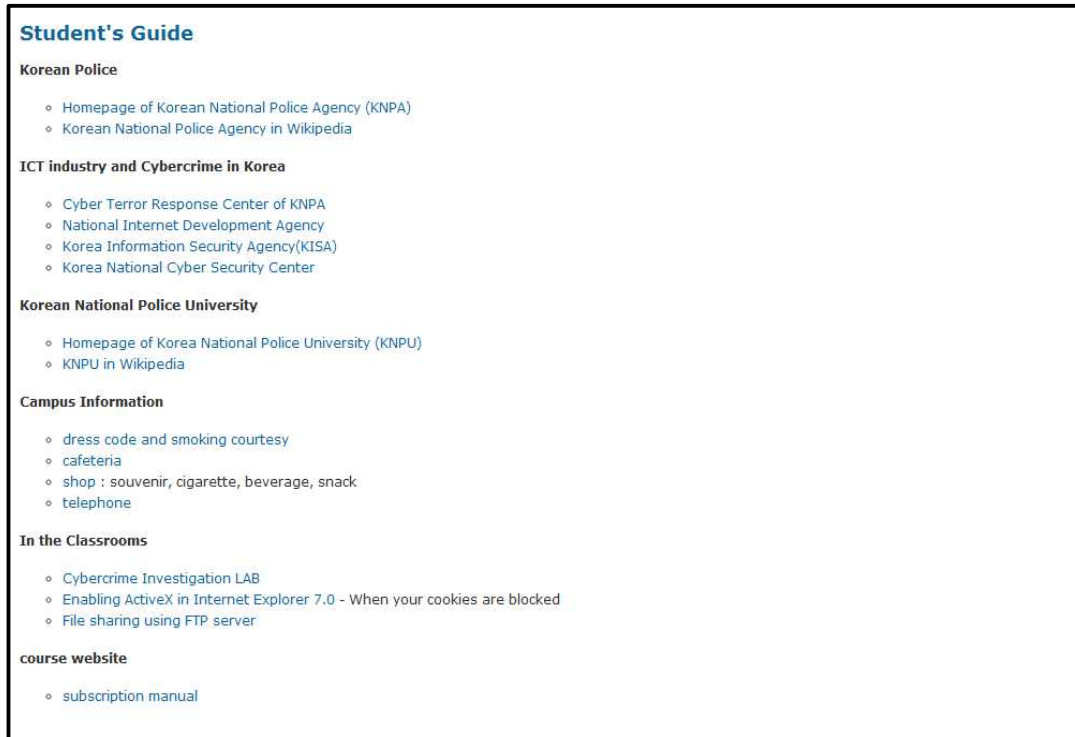 Student's Guide
Korean Police
Homepage of Korean National Police Agency (KNPA)
Korean National Police Agency in Wikipedia
ICT industry and Cybercrime in Korea
Cyber Terror Response Center of KNPA
National Internet Development Agency
Korea Information Security Agency(KISA)
Korea National Cyber Security Center
Korean National Police University
Homepage of Korea National Police University (KNPU)
KNPU in Wikipedia
Campus Information
dress code and smoking courtesy
cafeteria
shop : souvenir, cigarette, beverage, snack
telephone
In the Classrooms
Cybercrime Investigation LAB
Enabling ActiveX in Internet Explorer 7.0 - When your cookies are blocked
File sharing using FTP server
course website
subscription manual